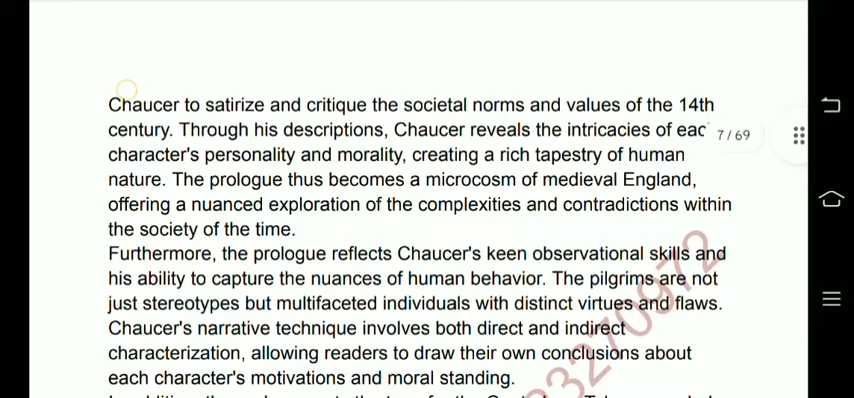 Chaucer to satirize and critique the societal norms and values of the 14th
century. Through his descriptions, Chaucer reveals the intricacies of eac
7 / 69
character's personality and morality, creating a rich tapestry of human
nature. The prologue thus becomes a microcosm of medieval England,
offering a nuanced exploration of the complexities and contradictions within
the society of the time.
Furthermore, the prologue reflects Chaucer's keen observational skills and
his ability to capture the nuances of human behavior. The pilgrims are not
just stereotypes but multifaceted individuals with distinct virtues and flaws.
Chaucer's narrative technique involves both direct and indirect
characterization, allowing readers to draw their own conclusions about
each character's motivations and moral standing.